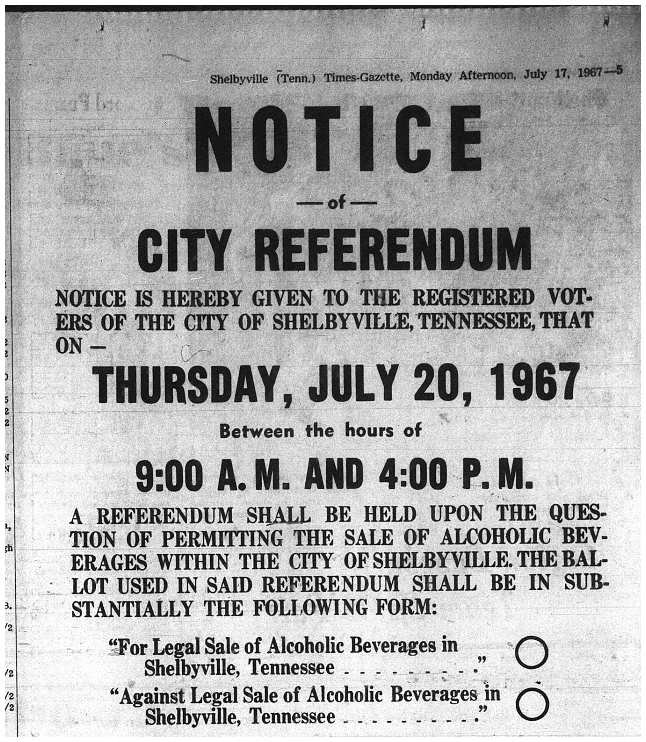 Shelbyville (Tenn.) Times-Gazette, Monday Afternoon, July 17, 1967—5
NOTICE
— of —
CITY REFERENDUM
NOTICE IS HEREBY GIVEN TO THE REGISTERED VOT-
ERS OF THE CITY OF SHELBYVILLE, TENNESSEE, THAT
ON —
THURSDAY, JULY 20, 1967
Between the hours of
9:00 A. M. AND 4:00 P. M.
A REFERENDUM SHALL BE HELD UPON THE QUES-
TION OF PERMITTING THE SALE OF ALCOHOLIC BEV-
ERAGES WITHIN THE CITY OF SHELBYVILLE. THE BAL-
LOT USED IN SAID REFERENDUM SHALL BE IN SUB-
STANTIALLY THE FOLLOWING FORM:
"For Legal Sale of Alcoholic Beverages in
Shelbyville, Tennessee . . . . . . . . ."
"Against Legal Sale of Alcoholic Beverages in
Shelbyville, Tennessee . . . . . . . . ."